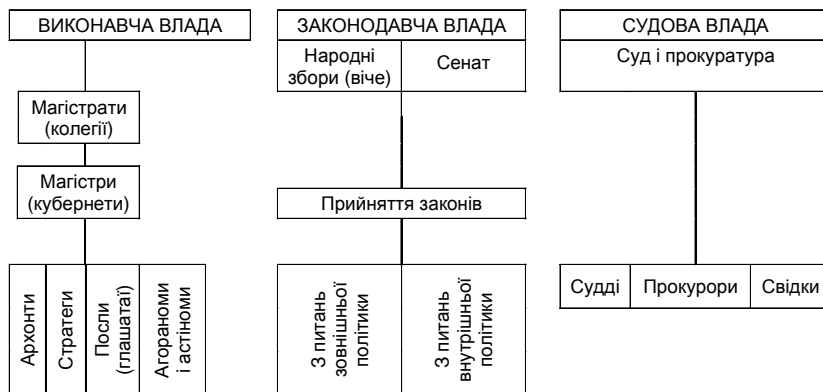 ВИКОНАВЧА ВЛАДА
Магістрати
(колегії)
Магістри
(кубернети)
Архонти
Стратеги
Посли
(глашатаї)
Агораноми
і астіноми
ЗАКОНОДАВЧА ВЛАДА
Народні
збори (віче)
Сенат
Прийняття законів
З питань
зовнішньої
політики
З питань
внутрішньої
політики
СУДОВА ВЛАДА
Суд і прокуратура
Судді
Прокурори
Свідки